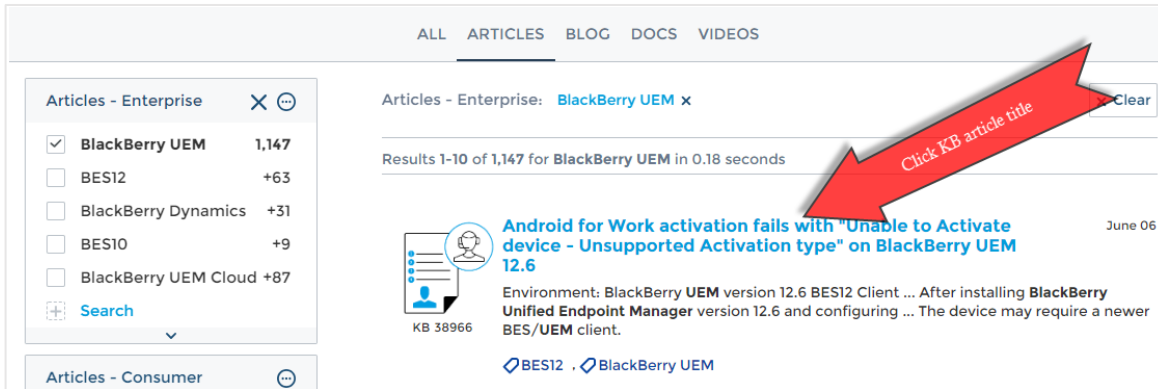 ALL ARTICLES BLOG DOCS VIDEOS
Articles - Enterprise
BlackBerry UEM 1,147
BES12 +63
BlackBerry Dynamics +31
BES10 +9
BlackBerry UEM Cloud +87
Search
Articles - Consumer
Articles - Enterprise: BlackBerry UEM ×
× Clear
Click KB article title
Results 1-10 of 1,147 for BlackBerry UEM in 0.18 seconds
Android for Work activation fails with "Unable to Activate
device - Unsupported Activation type" on BlackBerry UEM
12.6
June 06
KB 38966
Environment: BlackBerry UEM version 12.6 BES12 Client ... After installing BlackBerry
Unified Endpoint Manager version 12.6 and configuring ... The device may require a newer
BES/UEM client.
BES12 , BlackBerry UEM